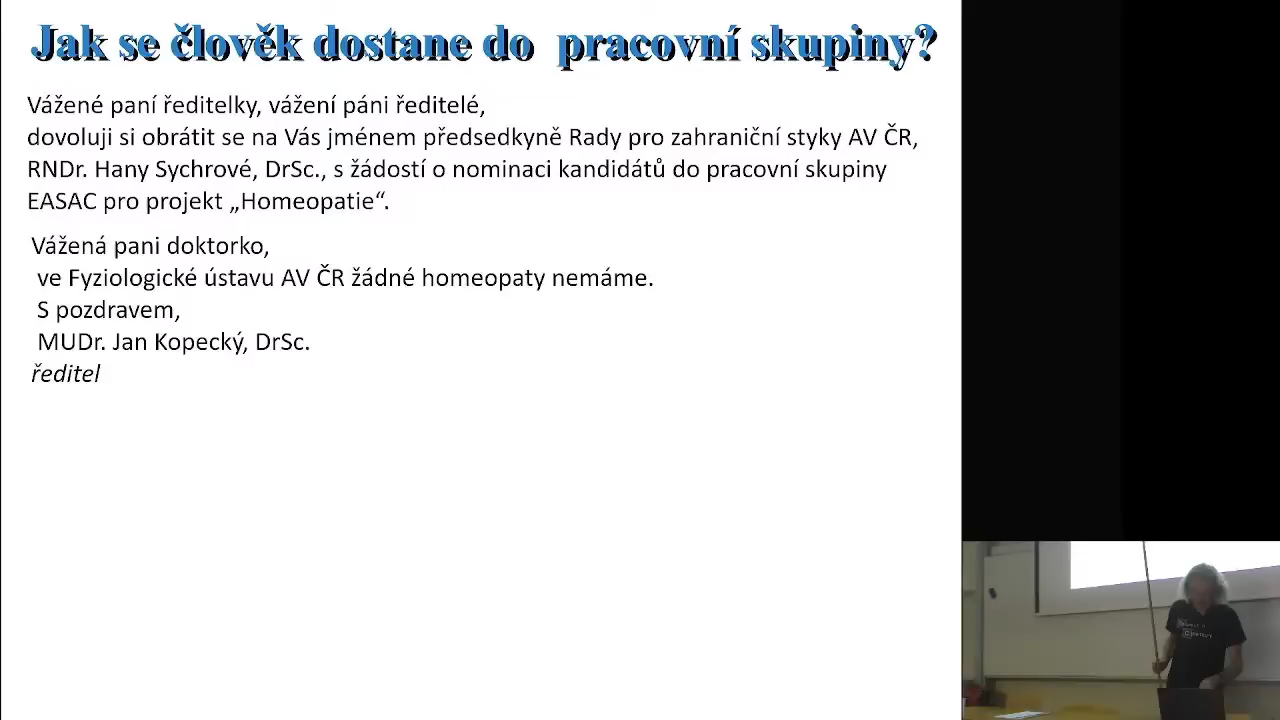 Jak se člověk dostane do pracovní skupiny?
Vážené paní ředitelky, vážení páni ředitelé,
dovoluji si obrátit se na Vás jménem předsedkyně Rady pro zahraniční styky AV ČR,
RNDr. Hany Sychrové, DrSc., s žádostí o nominaci kandidátů do pracovní skupiny
EASAC pro projekt „Homeopatie“.
Vážená pani doktorko,
ve Fyziologické ústavu AV ČR žádné homeopaty nemáme.
S pozdravem,
MUDr. Jan Kopecký, DrSc.
ředitel